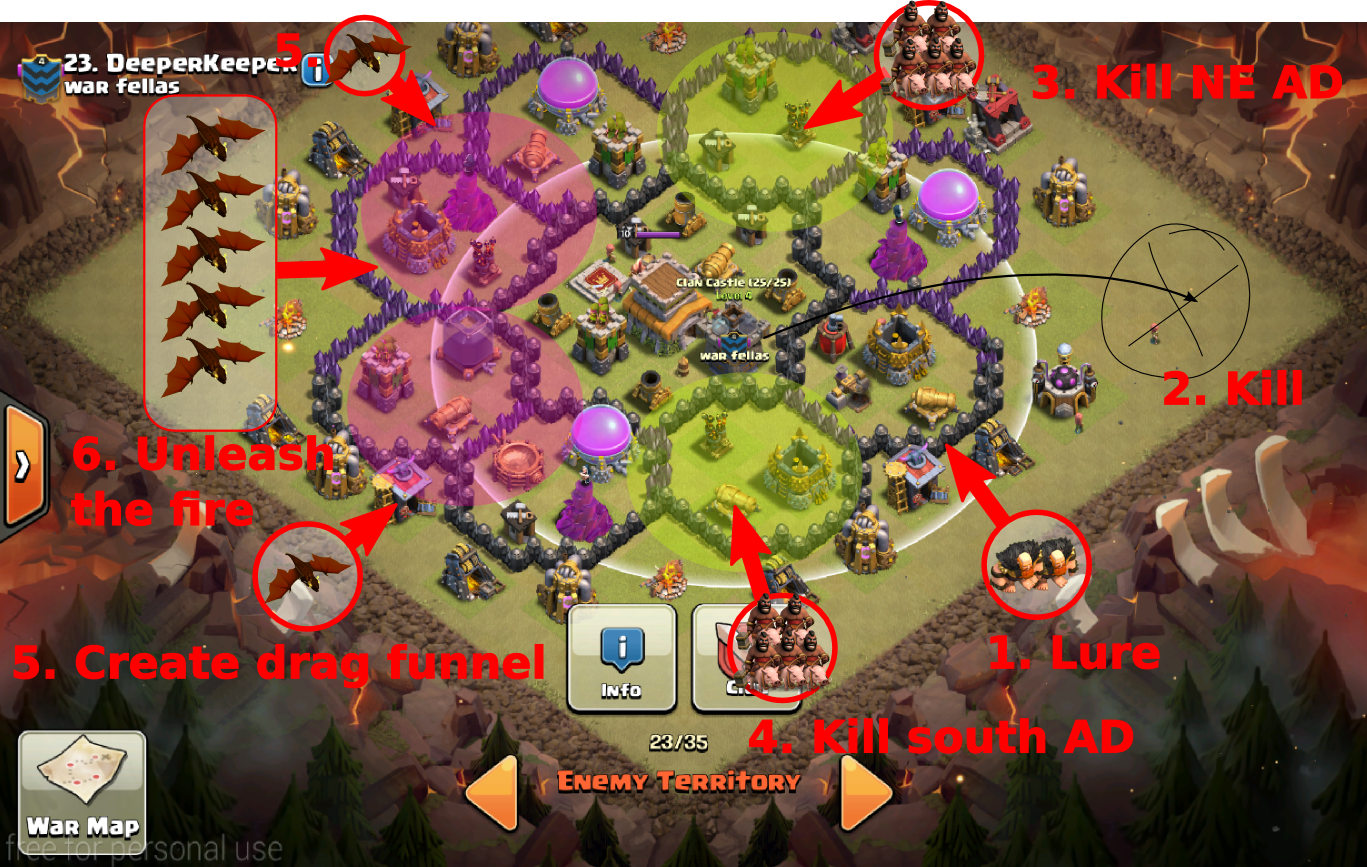 5.
23. DeeperKeeper
war fellas
3. Kill NE AD
10
Clan Castle (25/25)
Level 4
war fellas
2. Kill
6. Unleash
the fire
1. Lure
5. Create drag funnel
Info
4. Kill south AD
23/35
Enemy Territory
War Map
free for personal use